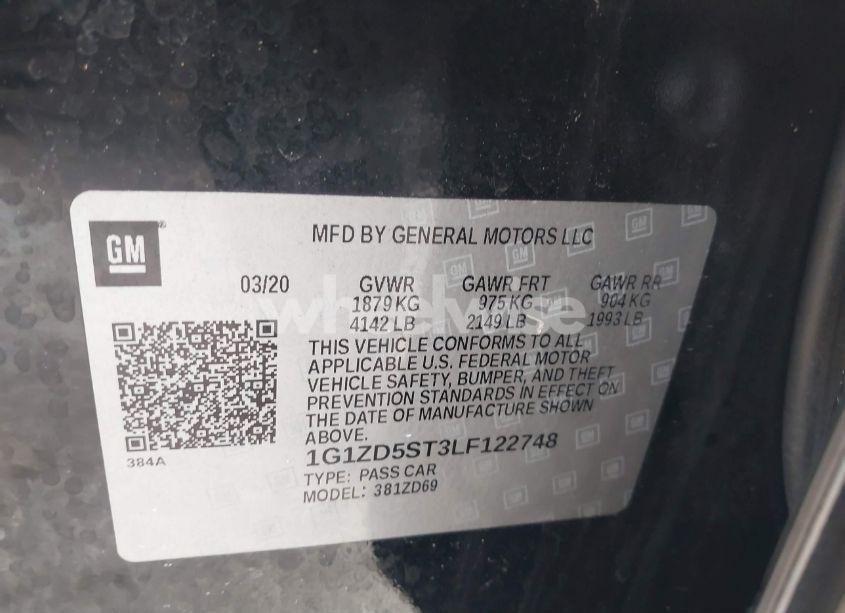 GM
MFD BY GENERAL MOTORS LLC
03/20 GVWR GAWR FRT GAWR RR
1879 KG 975 KG 904 KG
4142 LB 2149 LB 1993 LB
THIS VEHICLE CONFORMS TO ALL
APPLICABLE U.S. FEDERAL MOTOR
VEHICLE SAFETY, BUMPER, AND THEFT
PREVENTION STANDARDS IN EFFECT ON
THE DATE OF MANUFACTURE SHOWN
ABOVE.
384A
1G1ZD5ST3LF122748
TYPE: PASS CAR
MODEL: 381ZD69